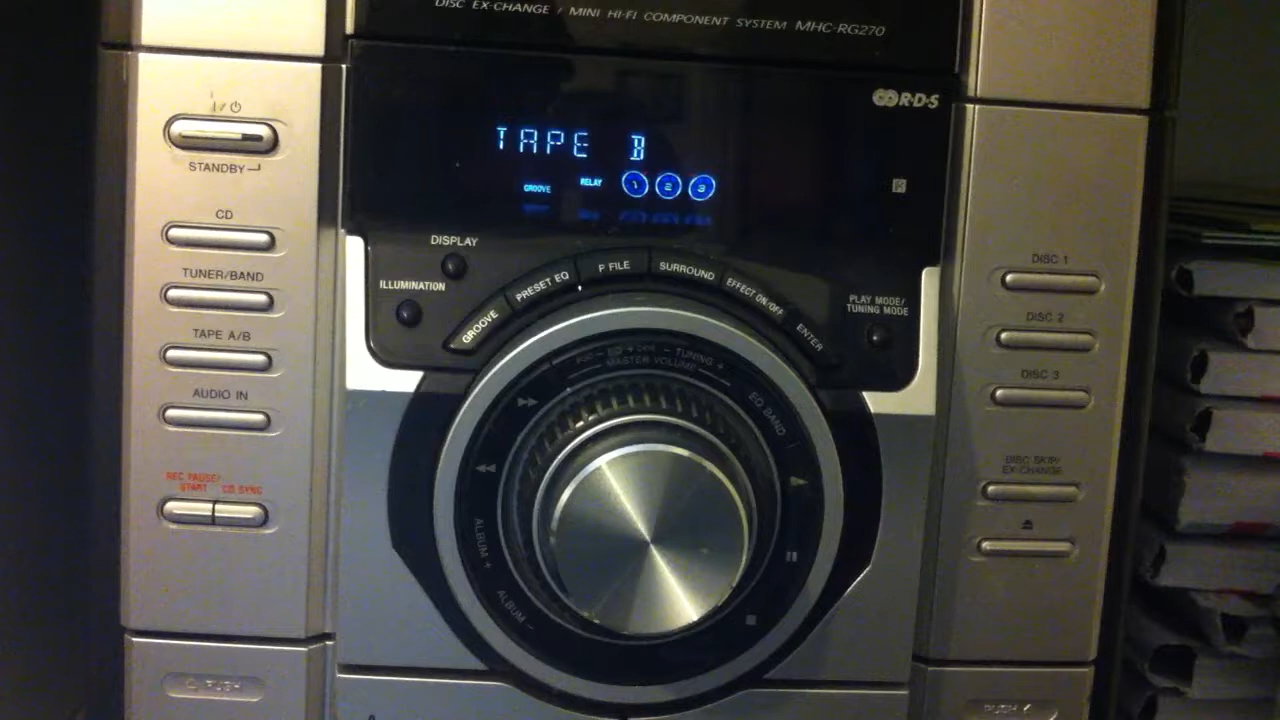 DISC EX-CHANGE / MINI HI-FI COMPONENT SYSTEM MHC-RG270
R·D·S
I/
STANDBY
TAPE B
GROOVE RELAY 1 2 3
CD
TUNER/BAND
TAPE A/B
AUDIO IN
REC PAUSE/
START CD SYNC
DISPLAY
ILLUMINATION
GROOVE
PRESET EQ
P FILE
SURROUND
EFFECT ON/OFF
ENTER
PLAY MODE/
TUNING MODE
– TUNING +
MASTER VOLUME
EQ BAND
ALBUM +
ALBUM –
DISC 1
DISC 2
DISC 3
DISC SKIP/
EX-CHANGE
PUSH
PUSH